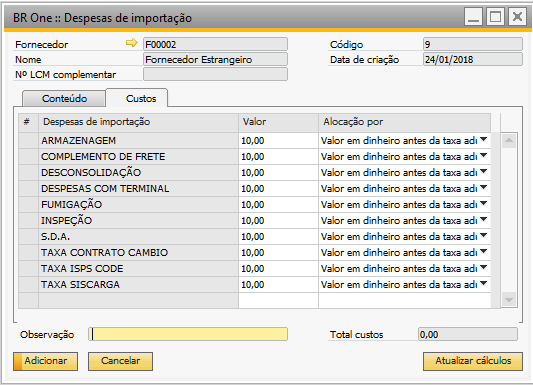 BR One :: Despesas de importação
Fornecedor F00002 Código 9
Nome Fornecedor Estrangeiro Data de criação 24/01/2018
Nº LCM complementar
Conteúdo Custos
# Despesas de importação Valor Alocação por
ARMAZENAGEM 10,00 Valor em dinheiro antes da taxa adu
COMPLEMENTO DE FRETE 10,00 Valor em dinheiro antes da taxa adu
DESCONSOLIDAÇÃO 10,00 Valor em dinheiro antes da taxa adu
DESPESAS COM TERMINAL 10,00 Valor em dinheiro antes da taxa adu
FUMIGAÇÃO 10,00 Valor em dinheiro antes da taxa adu
INSPEÇÃO 10,00 Valor em dinheiro antes da taxa adu
S.D.A. 10,00 Valor em dinheiro antes da taxa adu
TAXA CONTRATO CAMBIO 10,00 Valor em dinheiro antes da taxa adu
TAXA ISPS CODE 10,00 Valor em dinheiro antes da taxa adu
TAXA SISCARGA 10,00 Valor em dinheiro antes da taxa adu
Observação Total custos 0,00
Adicionar Cancelar Atualizar cálculos